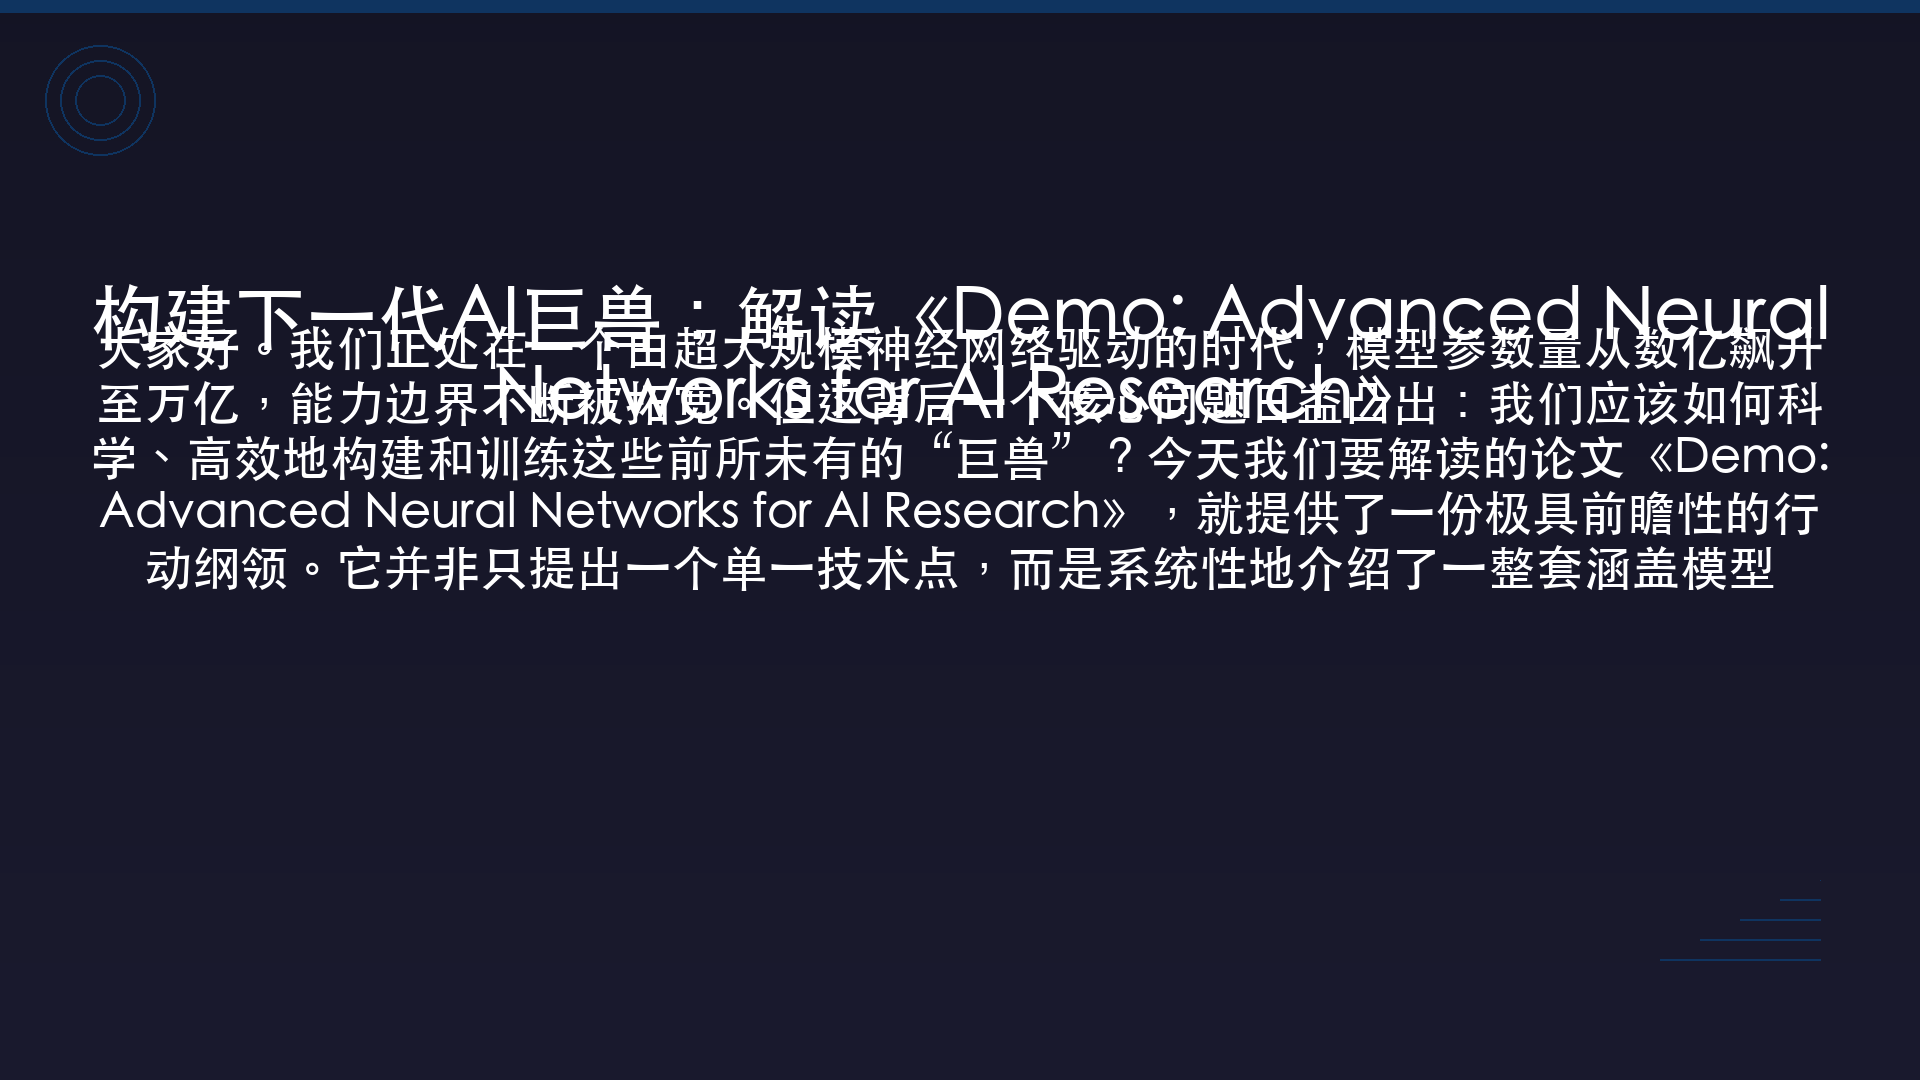 构建下一代AI巨兽：解读《Demo: Advanced Neural
Networks for AI Research》
大家好。我们正处在一个由超大规模神经网络驱动的时代，模型参数量从数亿飙升
至万亿，能力边界不断被拓宽。但这背后一个核心问题日益凸出：我们应该如何科
学、高效地构建和训练这些前所未有的“巨兽”？今天我们要解读的论文《Demo:
Advanced Neural Networks for AI Research》，就提供了一份极具前瞻性的行
动纲领。它并非只提出一个单一技术点，而是系统性地介绍了一整套涵盖模型